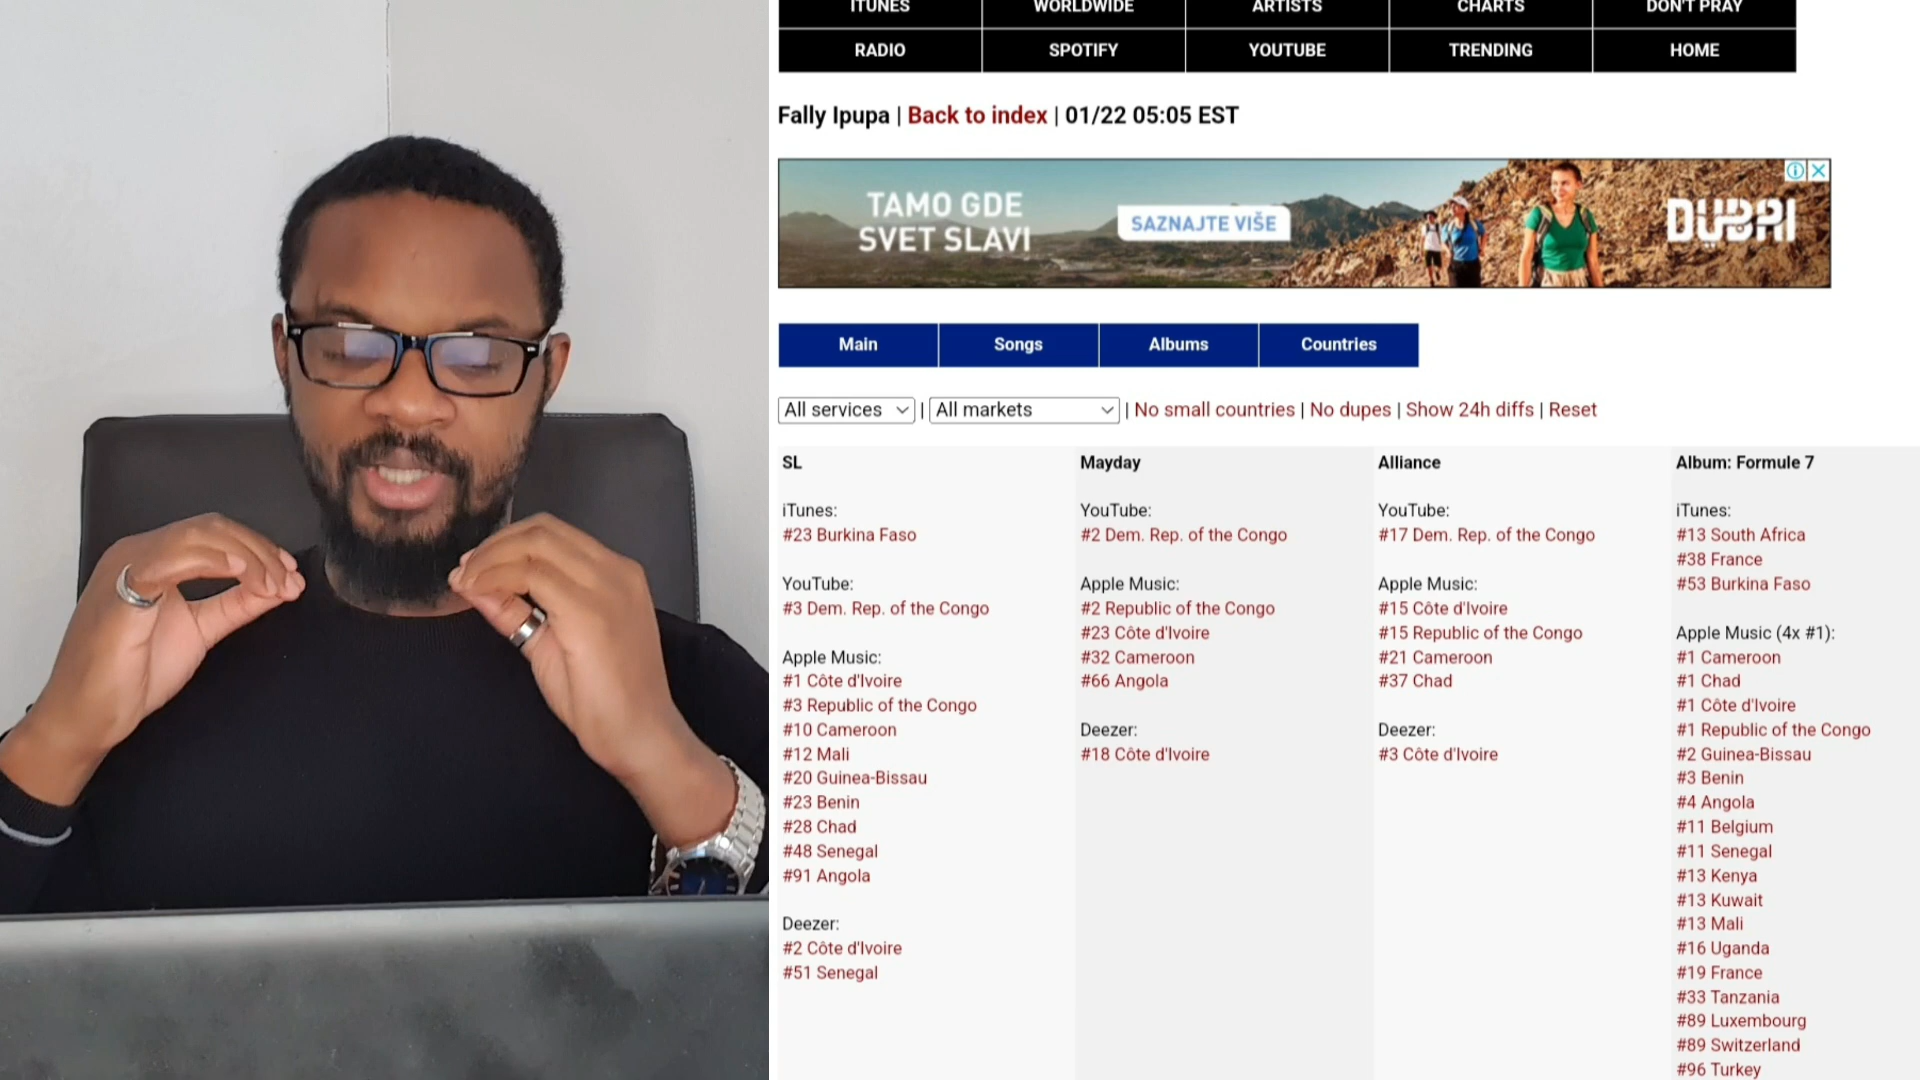 ITUNES
WORLDWIDE
ARTISTS
CHARTS
DON'T PRAY
RADIO
SPOTIFY
YOUTUBE
TRENDING
HOME
Fally Ipupa | Back to index | 01/22 05:05 EST
TAMO GDE
SVET SLAVI
SAZNAJTE VIŠE
DUBAI
Main
Songs
Albums
Countries
All services | All markets | No small countries | No dupes | Show 24h diffs | Reset
SL
iTunes:
#23 Burkina Faso
YouTube:
#3 Dem. Rep. of the Congo
Apple Music:
#1 Côte d'Ivoire
#3 Republic of the Congo
#10 Cameroon
#12 Mali
#20 Guinea-Bissau
#23 Benin
#28 Chad
#48 Senegal
#91 Angola
Deezer:
#2 Côte d'Ivoire
#51 Senegal
Mayday
YouTube:
#2 Dem. Rep. of the Congo
Apple Music:
#2 Republic of the Congo
#23 Côte d'Ivoire
#32 Cameroon
#66 Angola
Deezer:
#18 Côte d'Ivoire
Alliance
YouTube:
#17 Dem. Rep. of the Congo
Apple Music:
#15 Côte d'Ivoire
#15 Republic of the Congo
#21 Cameroon
#37 Chad
Deezer:
#3 Côte d'Ivoire
Album: Formule 7
iTunes:
#13 South Africa
#38 France
#53 Burkina Faso
Apple Music (4x #1):
#1 Cameroon
#1 Chad
#1 Côte d'Ivoire
#1 Republic of the Congo
#2 Guinea-Bissau
#3 Benin
#4 Angola
#11 Belgium
#11 Senegal
#13 Kenya
#13 Kuwait
#13 Mali
#16 Uganda
#19 France
#33 Tanzania
#89 Luxembourg
#89 Switzerland
#96 Turkey